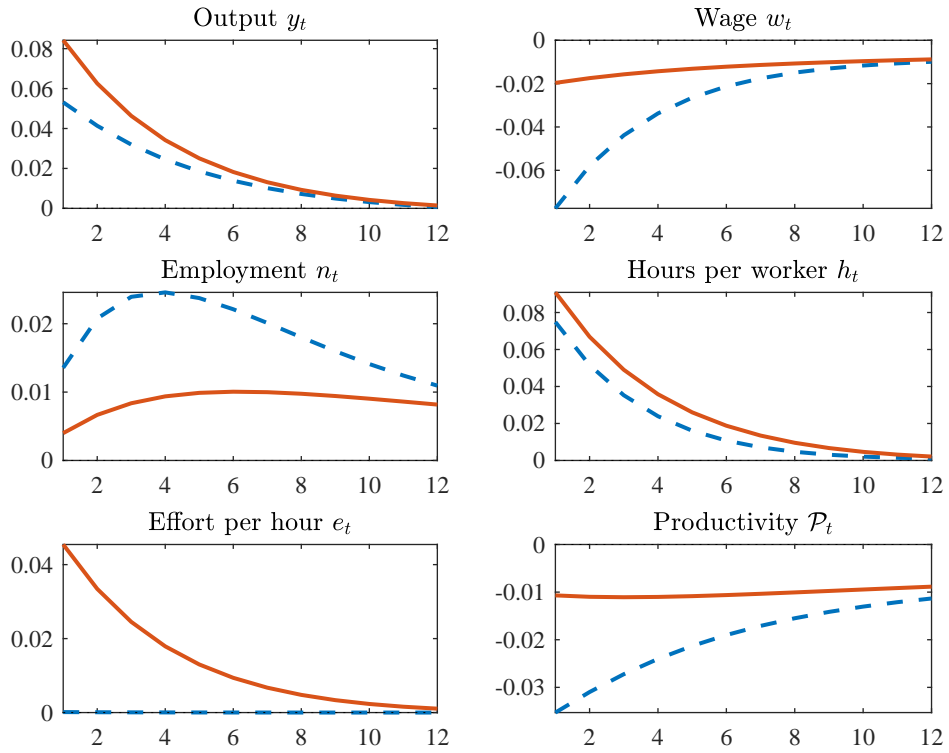 Output y_t
0.08
0.06
0.04
0.02
0
2 4 6 8 10 12
Wage w_t
0
-0.02
-0.04
-0.06
2 4 6 8 10 12
Employment n_t
0.02
0.01
0
2 4 6 8 10 12
Hours per worker h_t
0.08
0.06
0.04
0.02
0
2 4 6 8 10 12
Effort per hour e_t
0.04
0.02
0
2 4 6 8 10 12
Productivity 𝒫_t
0
-0.01
-0.02
-0.03
2 4 6 8 10 12